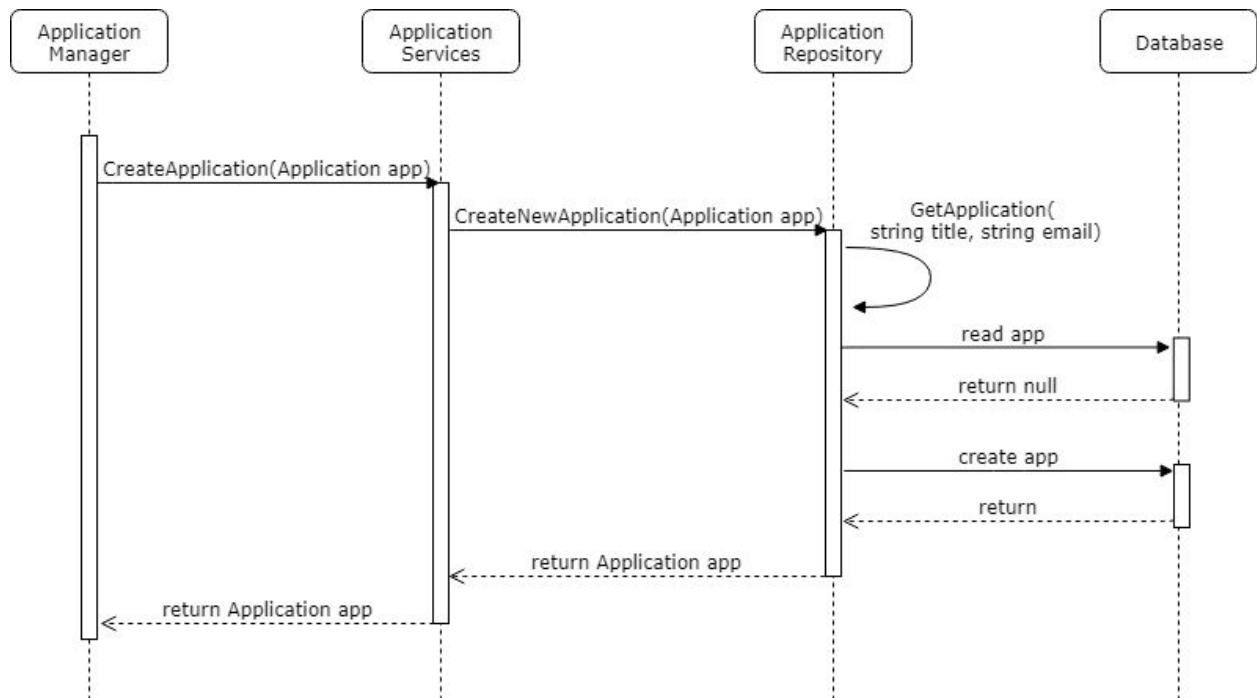 Application
Manager
Application
Services
Application
Repository
Database
CreateApplication(Application app)
CreateNewApplication(Application app)
GetApplication(
string title, string email)
read app
return null
create app
return
return Application app
return Application app